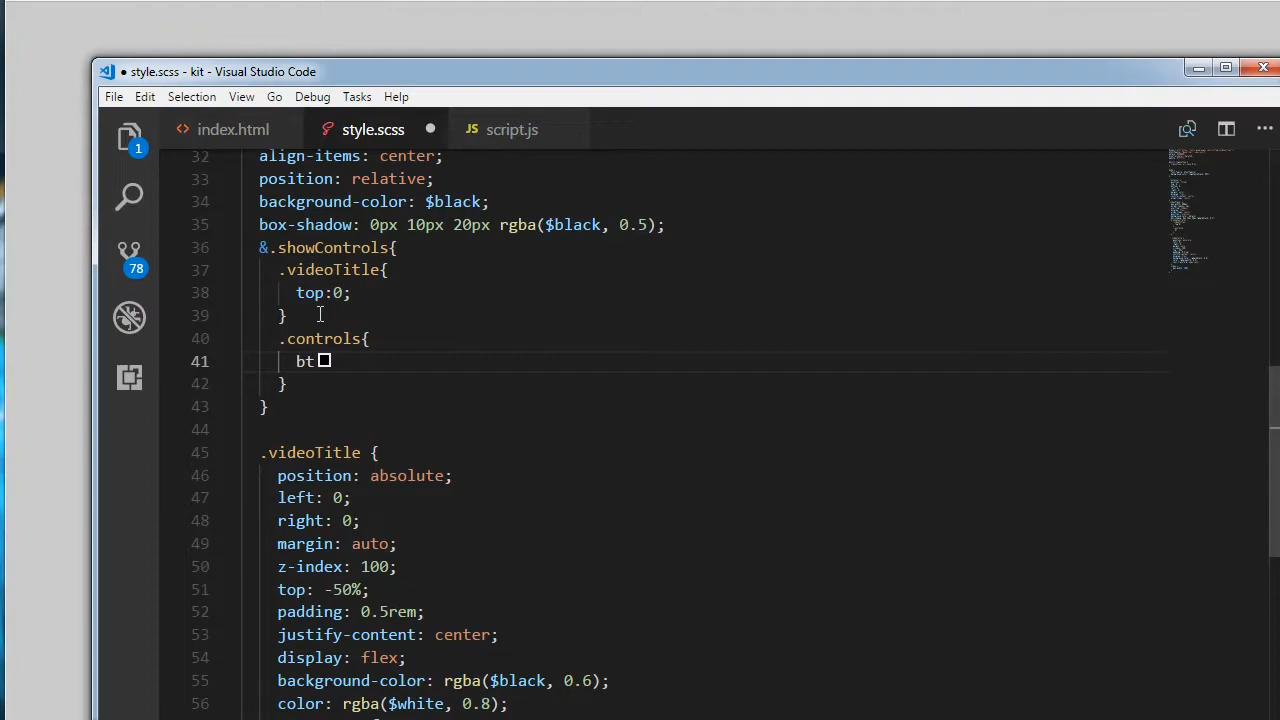 ● style.scss - kit - Visual Studio Code
File Edit Selection View Go Debug Tasks Help
index.html style.scss JS script.js
1
78
32 align-items: center;
33 position: relative;
34 background-color: $black;
35 box-shadow: 0px 10px 20px rgba($black, 0.5);
36 &.showControls{
37 .videoTitle{
38 top:0;
39 }
40 .controls{
41 bt
42 }
43 }
44
45 .videoTitle {
46 position: absolute;
47 left: 0;
48 right: 0;
49 margin: auto;
50 z-index: 100;
51 top: -50%;
52 padding: 0.5rem;
53 justify-content: center;
54 display: flex;
55 background-color: rgba($black, 0.6);
56 color: rgba($white, 0.8);